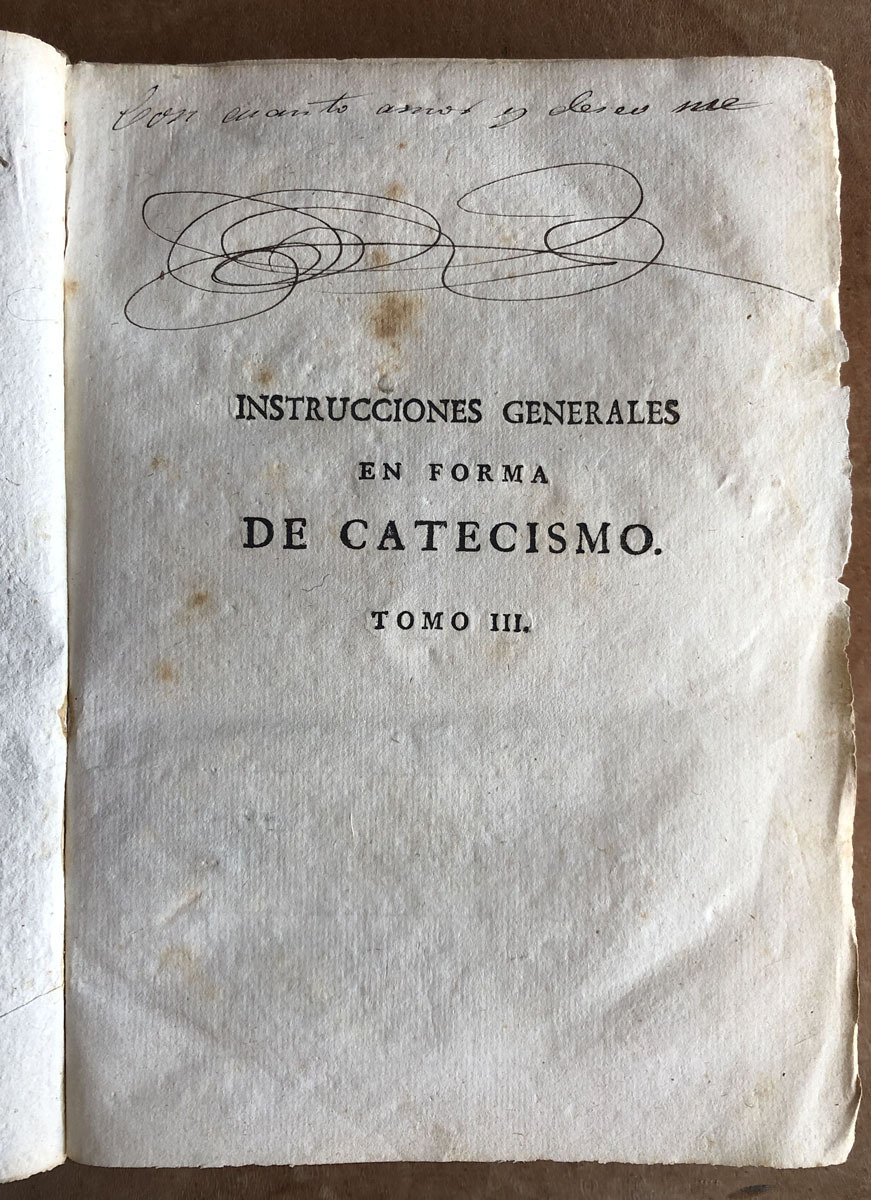 Con cuanto amor y deseo me
INSTRUCCIONES GENERALES
EN FORMA
DE CATECISMO.
TOMO III.